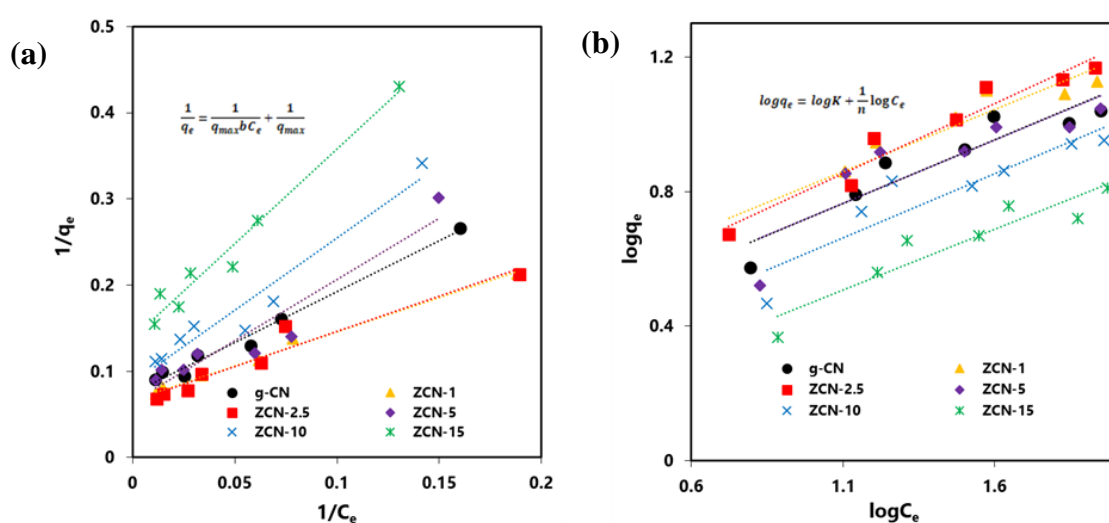 (a)
0.5
0.4
0.3
0.2
0.1
0
1/qe
1/qe = 1/(qmax bCe) + 1/qmax
g-CN
ZCN-1
ZCN-2.5
ZCN-5
ZCN-10
ZCN-15
0
0.05
0.1
0.15
0.2
1/Ce
(b)
1.2
0.8
0.4
0
logqe
logqe = logK + 1/n logCe
g-CN
ZCN-1
ZCN-2.5
ZCN-5
ZCN-10
ZCN-15
0.6
1.1
1.6
logCe